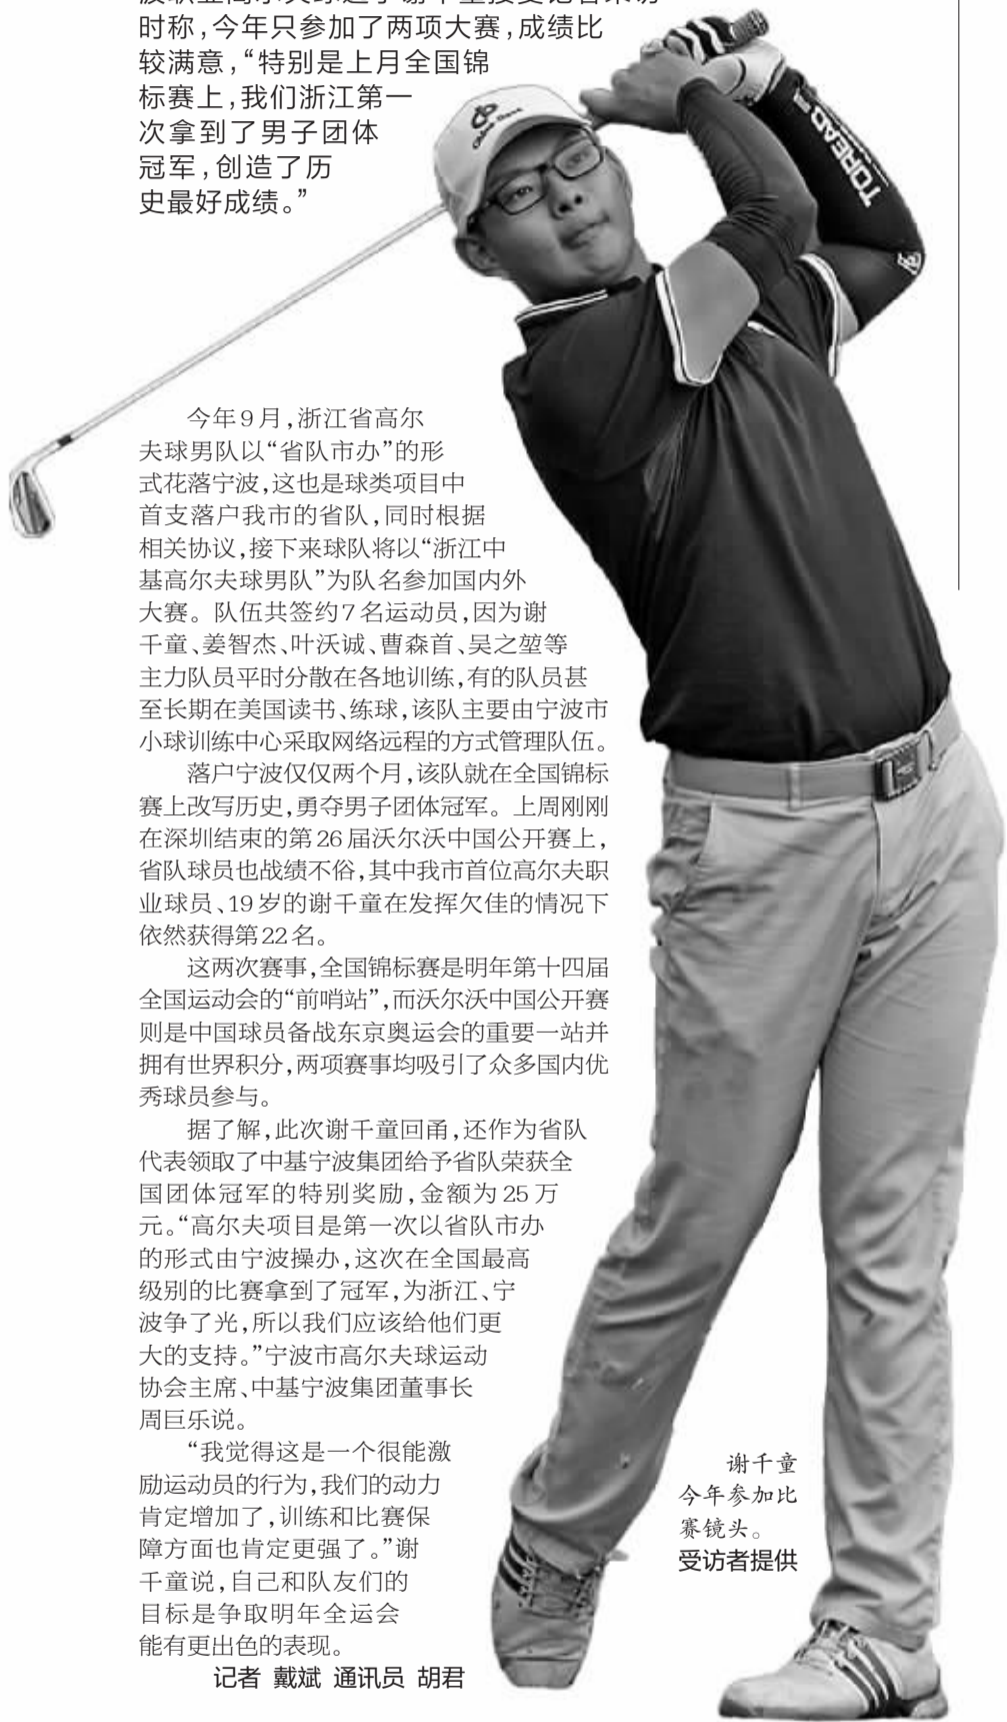 时称，今年只参加了两项大赛，成绩比
较满意，“特别是上月全国锦
标赛上，我们浙江第一
次拿到了男子团体
冠军，创造了历
史最好成绩。”
TOREAD
今年9月，浙江省高尔
夫球男队以“省队市办”的形
式花落宁波，这也是球类项目中
首支落户我市的省队，同时根据
相关协议，接下来球队将以“浙江中
基高尔夫球男队”为队名参加国内外
大赛。队伍共签约7名运动员，因为谢
千童、姜智杰、叶沃诚、曹森首、吴之堃等
主力队员平时分散在各地训练，有的队员甚
至长期在美国读书、练球，该队主要由宁波市
小球训练中心采取网络远程的方式管理队伍。
落户宁波仅仅两个月，该队就在全国锦标
赛上改写历史，勇夺男子团体冠军。上周刚刚
在深圳结束的第26届沃尔沃中国公开赛上，
省队球员也战绩不俗，其中我市首位高尔夫职
业球员、19岁的谢千童在发挥欠佳的情况下
依然获得第22名。
这两次赛事，全国锦标赛是明年第十四届
全国运动会的“前哨站”，而沃尔沃中国公开赛
则是中国球员备战东京奥运会的重要一站并
拥有世界积分，两项赛事均吸引了众多国内优
秀球员参与。
据了解，此次谢千童回甬，还作为省队
代表领取了中基宁波集团给予省队荣获全
国团体冠军的特别奖励，金额为25万
元。“高尔夫项目是第一次以省队市办
的形式由宁波操办，这次在全国最高
级别的比赛拿到了冠军，为浙江、宁
波争了光，所以我们应该给他们更
大的支持。”宁波市高尔夫球运动
协会主席、中基宁波集团董事长
周巨乐说。
“我觉得这是一个很能激
励运动员的行为，我们的动力
肯定增加了，训练和比赛保
障方面也肯定更强了。”谢
千童说，自己和队友们的
目标是争取明年全运会
能有更出色的表现。
记者 戴斌 通讯员 胡君
谢千童
今年参加比
赛镜头。
受访者提供